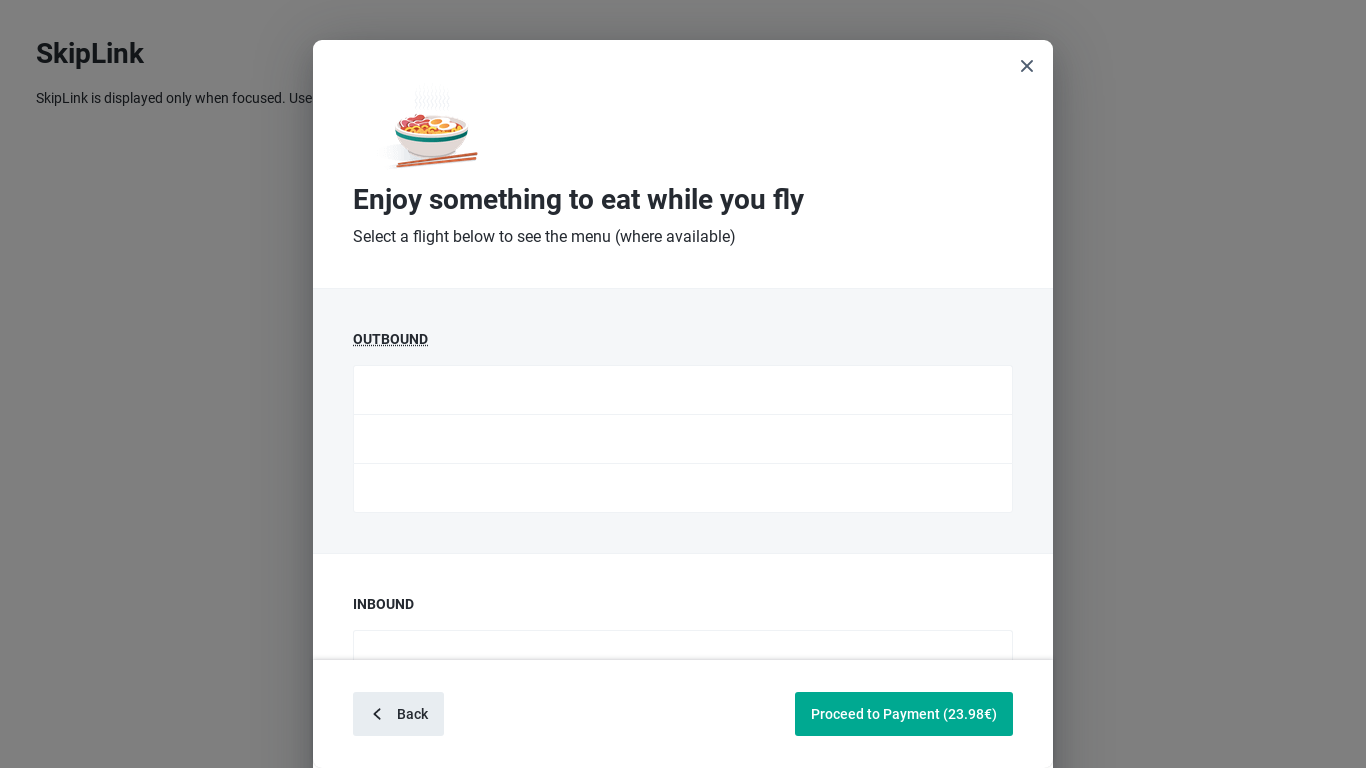 SkipLink
SkipLink is displayed only when focused. Use
Enjoy something to eat while you fly
Select a flight below to see the menu (where available)
OUTBOUND
INBOUND
Back
Proceed to Payment (23.98€)